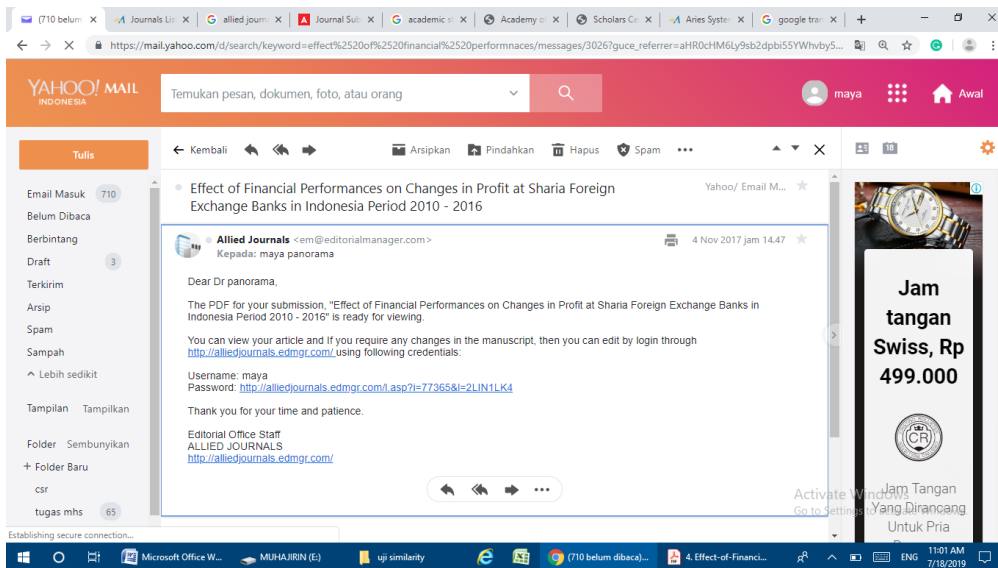 (710 belum
Journals Lis
allied journa
Journal Sub
academic st
Academy o
Scholars Ce
Aries System
google tran
https://mail.yahoo.com/d/search/keyword=effect%2520of%2520financial%2520performnaces/messages/3026?guce_referrer=aHR0cHM6Ly9sb2dpbi55YWhvby5...
YAHOO! MAIL
INDONESIA
Temukan pesan, dokumen, foto, atau orang
maya
Awal
Tulis
Kembali
Arsipkan
Pindahkan
Hapus
Spam
18
Email Masuk 710
Belum Dibaca
Berbintang
Draft 3
Terkirim
Arsip
Spam
Sampah
Lebih sedikit
Tampilan Tampilkan
Folder Sembunyikan
+ Folder Baru
csr
tugas mhs 65
Effect of Financial Performances on Changes in Profit at Sharia Foreign
Exchange Banks in Indonesia Period 2010 - 2016
Yahoo/ Email M...
Allied Journals <em@editorialmanager.com>
4 Nov 2017 jam 14.47
Kepada: maya panorama
Dear Dr panorama,
The PDF for your submission, "Effect of Financial Performances on Changes in Profit at Sharia Foreign Exchange Banks in
Indonesia Period 2010 - 2016" is ready for viewing.
You can view your article and If you require any changes in the manuscript, then you can edit by login through
http://alliedjournals.edmgr.com/ using following credentials:
Username: maya
Password: http://alliedjournals.edmgr.com/l.asp?i=77365&l=2LIN1LK4
Thank you for your time and patience.
Editorial Office Staff
ALLIED JOURNALS
http://alliedjournals.edmgr.com/
Jam
tangan
Swiss, Rp
499.000
CR
Jam Tangan
Yang Dirancang
Untuk Pria
Activate Windows
Go to Settings to activate Windows.
Establishing secure connection...
Microsoft Office W...
MUHAJIRIN (E:)
uji similarity
(710 belum dibaca)...
4. Effect-of-Financi...
ENG
11:01 AM
7/18/2019